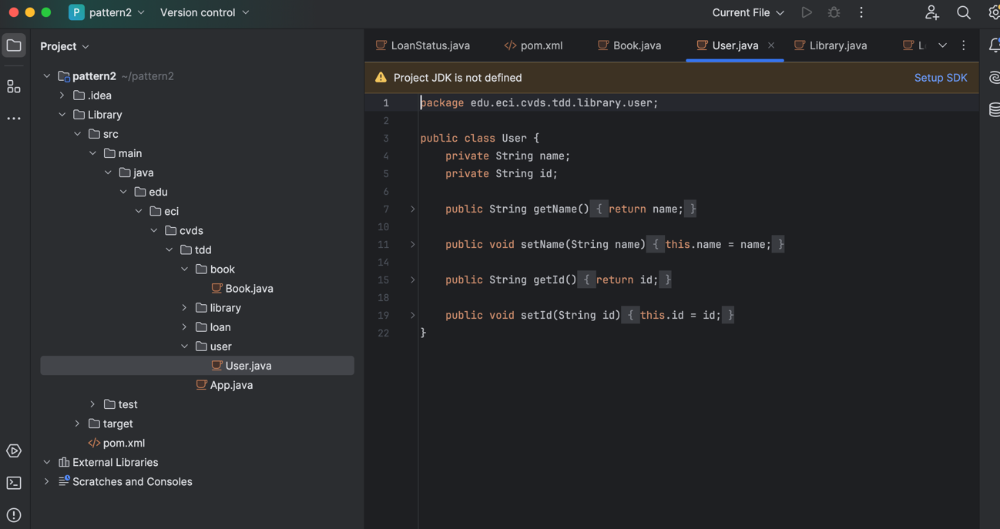 P pattern2 Version control Current File
Project
pattern2 ~/pattern2
.idea
Library
src
main
java
edu
eci
cvds
tdd
book
Book.java
library
loan
user
User.java
App.java
test
target
pom.xml
External Libraries
Scratches and Consoles
LoanStatus.java </> pom.xml Book.java User.java Library.java
Project JDK is not defined Setup SDK
1 package edu.eci.cvds.tdd.library.user;
2
3 public class User {
4 private String name;
5 private String id;
6
7 public String getName() { return name; }
10
11 public void setName(String name) { this.name = name; }
14
15 public String getId() { return id; }
18
19 public void setId(String id) { this.id = id; }
22 }